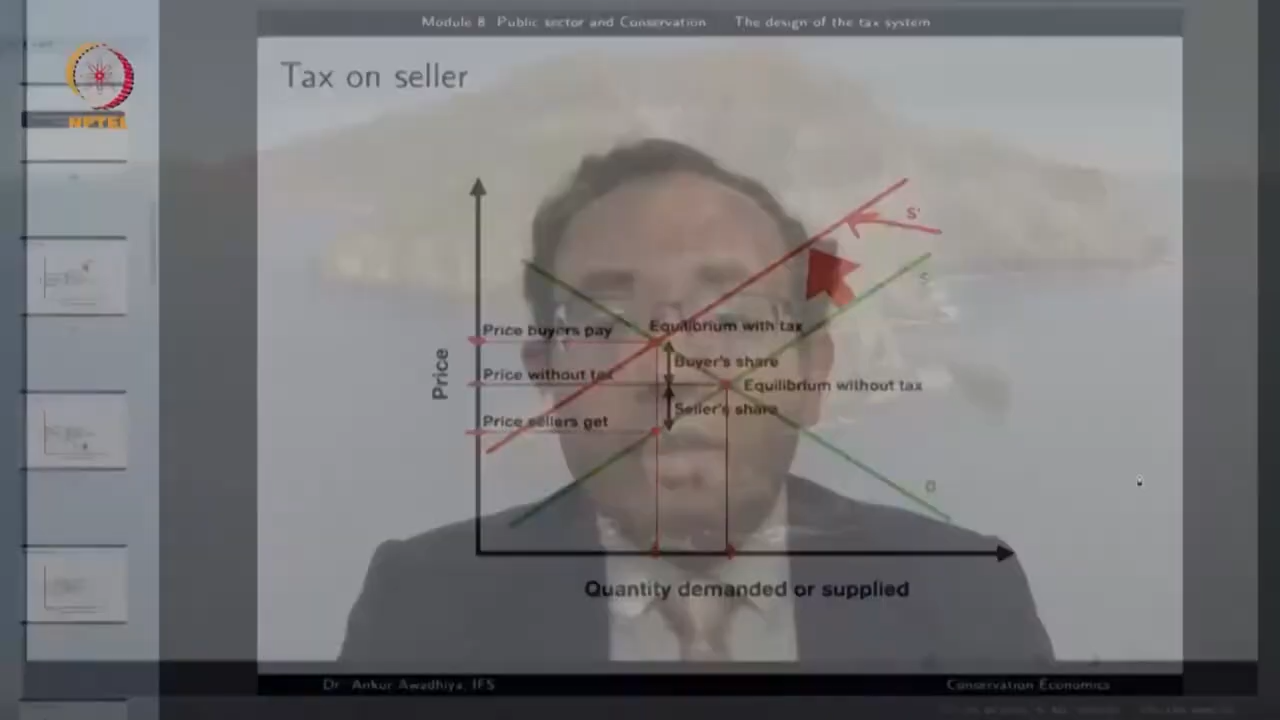 Module 8 Public sector and Conservation The design of the tax system
NPTEL
Tax on seller
S'
S
Price buyers pay
Equilibrium with tax
Buyer's share
Price without tax
Equilibrium without tax
Price sellers get
Seller's share
Price
D
Quantity demanded or supplied
Dr. Ankur Awadhiya, IFS
Conservation Economics